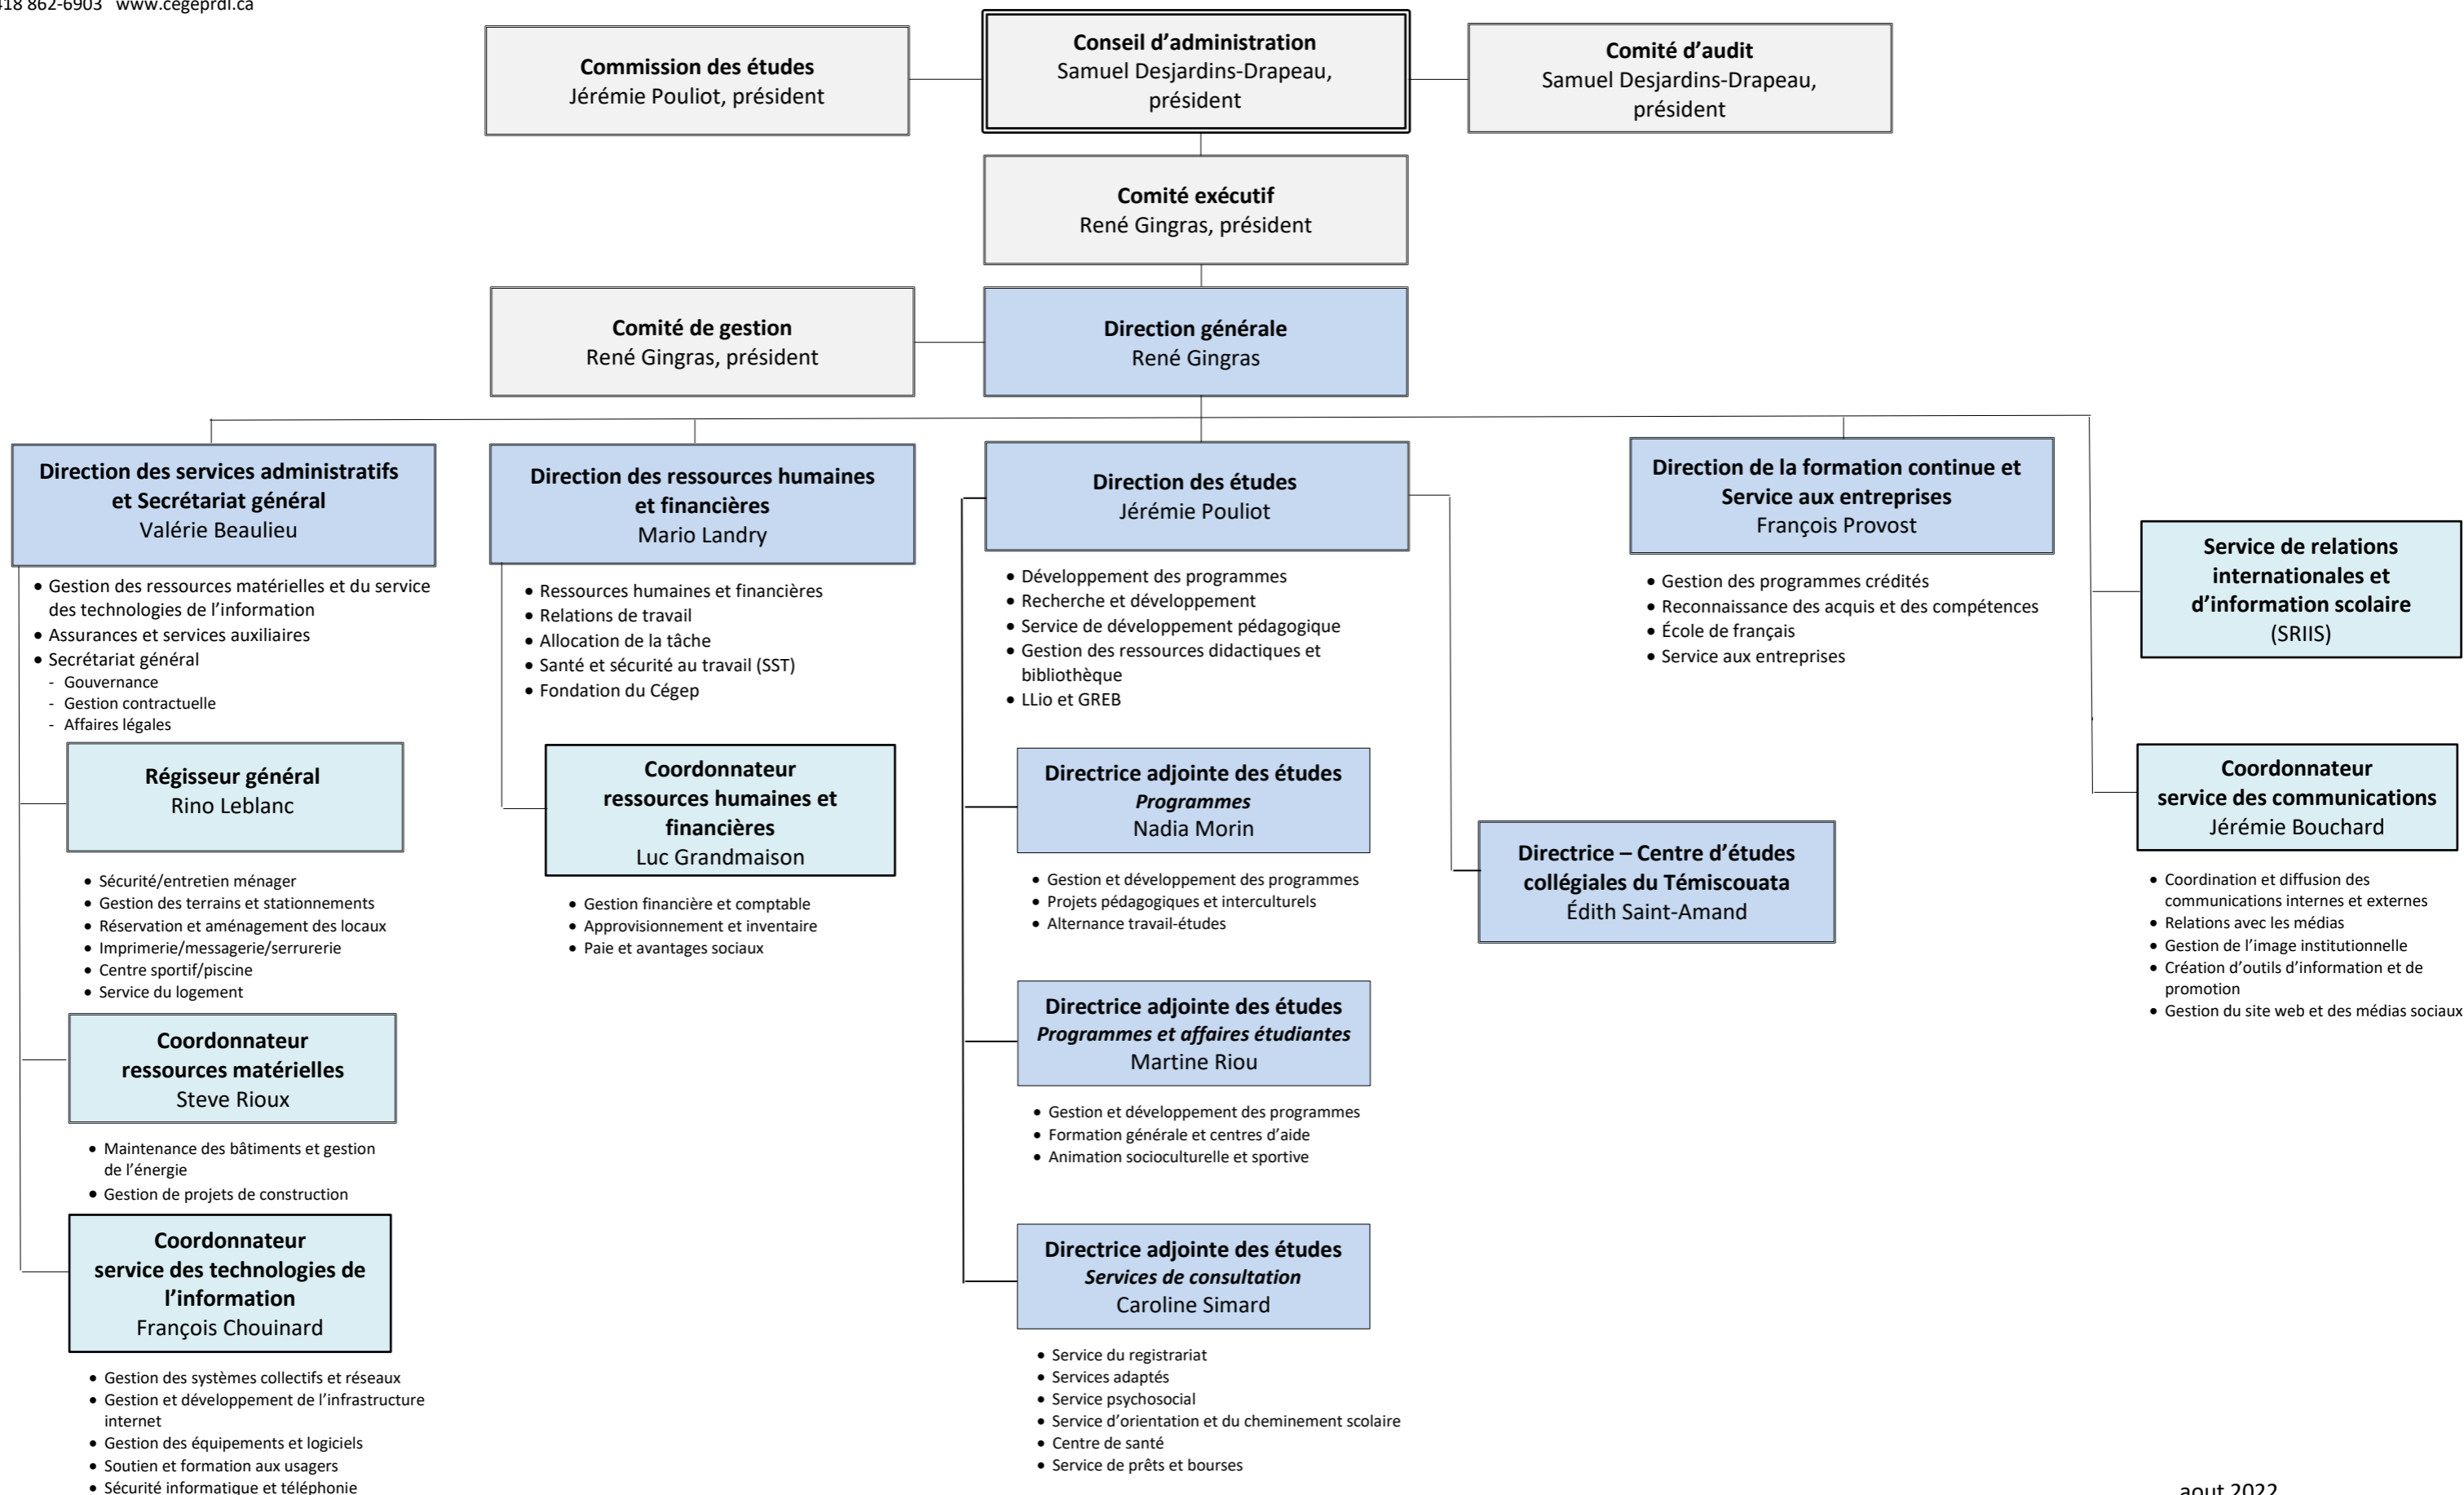 418 862-6903 www.cegeprdl.ca
Commission des études
Jérémie Pouliot, président
Conseil d’administration
Samuel Desjardins-Drapeau,
président
Comité d’audit
Samuel Desjardins-Drapeau,
président
Comité exécutif
René Gingras, président
Comité de gestion
René Gingras, président
Direction générale
René Gingras
Direction des services administratifs
et Secrétariat général
Valérie Beaulieu
• Gestion des ressources matérielles et du service
des technologies de l’information
• Assurances et services auxiliaires
• Secrétariat général
- Gouvernance
- Gestion contractuelle
- Affaires légales
Régisseur général
Rino Leblanc
• Sécurité/entretien ménager
• Gestion des terrains et stationnements
• Réservation et aménagement des locaux
• Imprimerie/messagerie/serrurerie
• Centre sportif/piscine
• Service du logement
Coordonnateur
ressources matérielles
Steve Rioux
• Maintenance des bâtiments et gestion
de l’énergie
• Gestion de projets de construction
Coordonnateur
service des technologies de
l’information
François Chouinard
• Gestion des systèmes collectifs et réseaux
• Gestion et développement de l’infrastructure
internet
• Gestion des équipements et logiciels
• Soutien et formation aux usagers
• Sécurité informatique et téléphonie
Direction des ressources humaines
et financières
Mario Landry
• Ressources humaines et financières
• Relations de travail
• Allocation de la tâche
• Santé et sécurité au travail (SST)
• Fondation du Cégep
Coordonnateur
ressources humaines et
financières
Luc Grandmaison
• Gestion financière et comptable
• Approvisionnement et inventaire
• Paie et avantages sociaux
Direction des études
Jérémie Pouliot
• Développement des programmes
• Recherche et développement
• Service de développement pédagogique
• Gestion des ressources didactiques et
bibliothèque
• LLio et GREB
Directrice adjointe des études
Programmes
Nadia Morin
• Gestion et développement des programmes
• Projets pédagogiques et interculturels
• Alternance travail-études
Directrice adjointe des études
Programmes et affaires étudiantes
Martine Riou
• Gestion et développement des programmes
• Formation générale et centres d’aide
• Animation socioculturelle et sportive
Directrice adjointe des études
Services de consultation
Caroline Simard
• Service du registrariat
• Services adaptés
• Service psychosocial
• Service d’orientation et du cheminement scolaire
• Centre de santé
• Service de prêts et bourses
Directrice – Centre d’études
collégiales du Témiscouata
Édith Saint-Amand
Direction de la formation continue et
Service aux entreprises
François Provost
• Gestion des programmes crédités
• Reconnaissance des acquis et des compétences
• École de français
• Service aux entreprises
Service de relations
internationales et
d’information scolaire
(SRIIS)
Coordonnateur
service des communications
Jérémie Bouchard
• Coordination et diffusion des
communications internes et externes
• Relations avec les médias
• Gestion de l’image institutionnelle
• Création d’outils d’information et de
promotion
• Gestion du site web et des médias sociaux
aout 2022